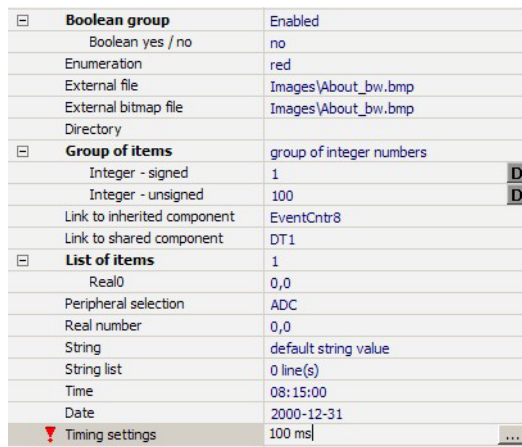 Boolean group Enabled
Boolean yes / no no
Enumeration red
External file Images\About_bw.bmp
External bitmap file Images\About_bw.bmp
Directory
Group of items group of integer numbers
Integer - signed 1 D
Integer - unsigned 100 D
Link to inherited component EventCntr8
Link to shared component DT1
List of items 1
Real0 0,0
Peripheral selection ADC
Real number 0,0
String default string value
String list 0 line(s)
Time 08:15:00
Date 2000-12-31
Timing settings 100 ms ...